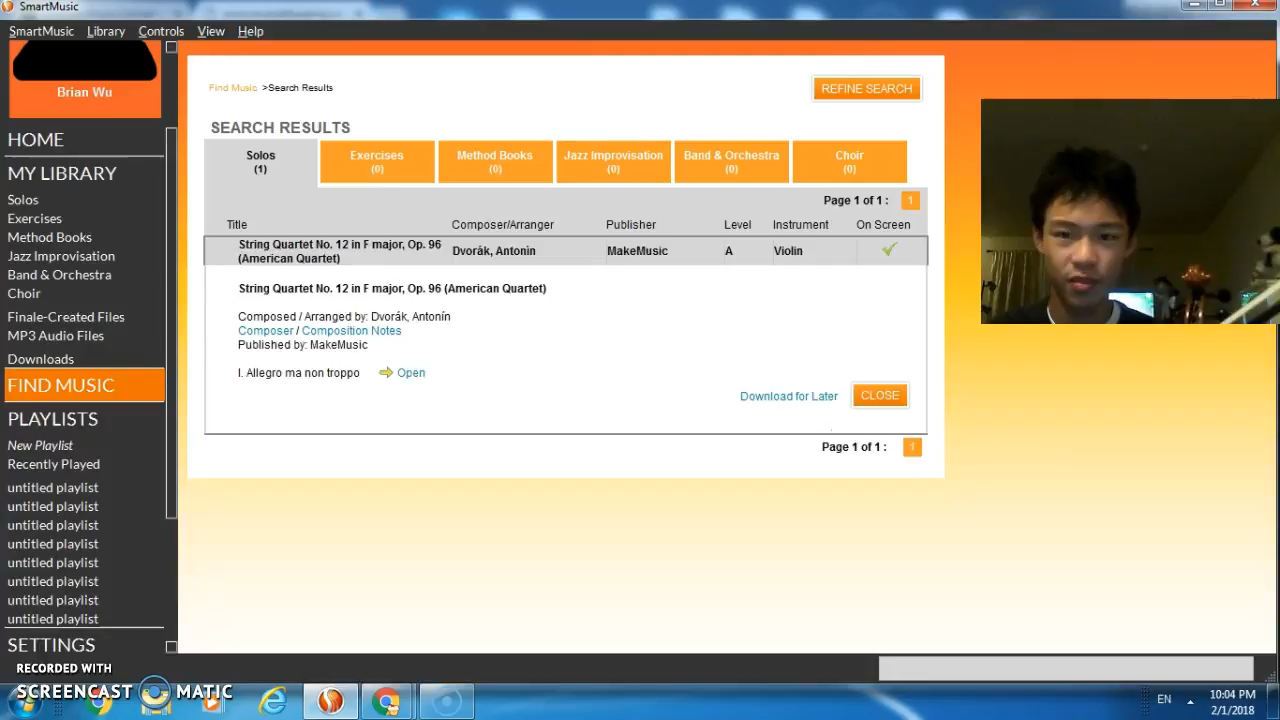 SmartMusic
SmartMusic Library Controls View Help
Brian Wu
HOME
MY LIBRARY
Solos
Exercises
Method Books
Jazz Improvisation
Band & Orchestra
Choir
Finale-Created Files
MP3 Audio Files
Downloads
FIND MUSIC
PLAYLISTS
New Playlist
Recently Played
untitled playlist
untitled playlist
untitled playlist
untitled playlist
untitled playlist
untitled playlist
untitled playlist
untitled playlist
SETTINGS
Find Music >Search Results
REFINE SEARCH
SEARCH RESULTS
Solos (1)
Exercises (0)
Method Books (0)
Jazz Improvisation (0)
Band & Orchestra (0)
Choir (0)
Page 1 of 1 : 1
Title Composer/Arranger Publisher Level Instrument On Screen
String Quartet No. 12 in F major, Op. 96 (American Quartet) Dvorák, Antonin MakeMusic A Violin
String Quartet No. 12 in F major, Op. 96 (American Quartet)
Composed / Arranged by: Dvorák, Antonín
Composer / Composition Notes
Published by: MakeMusic
I. Allegro ma non troppo Open
Download for Later CLOSE
Page 1 of 1 : 1
RECORDED WITH
SCREENCAST MATIC
EN
10:04 PM
2/1/2018